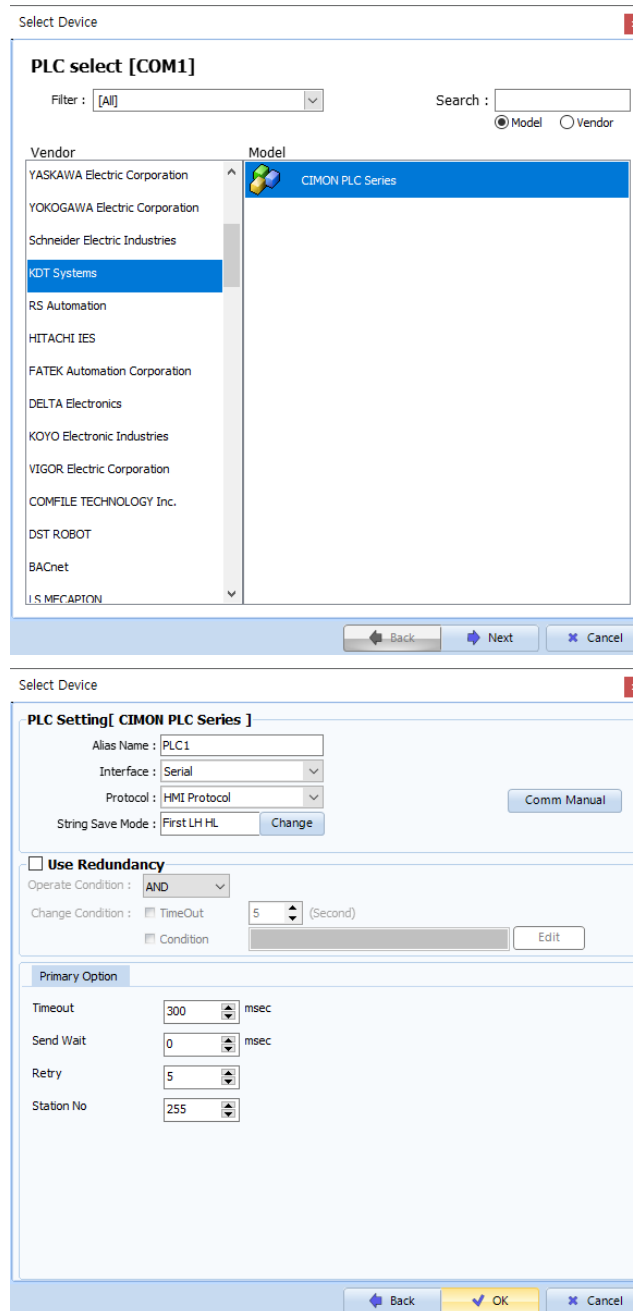 Select Device
PLC select [COM1]
Filter : [All]
Search :
Model Vendor
Vendor Model
YASKAWA Electric Corporation
CIMON PLC Series
YOKOGAWA Electric Corporation
Schneider Electric Industries
KDT Systems
RS Automation
HITACHI IES
FATEK Automation Corporation
DELTA Electronics
KOYO Electronic Industries
VIGOR Electric Corporation
COMFILE TECHNOLOGY Inc.
DST ROBOT
BACnet
LS MECAPION
Back Next Cancel
Select Device
PLC Setting[ CIMON PLC Series ]
Alias Name : PLC1
Interface : Serial
Protocol : HMI Protocol
Comm Manual
String Save Mode : First LH HL Change
Use Redundancy
Operate Condition : AND
Change Condition : TimeOut 5 (Second)
Condition Edit
Primary Option
Timeout 300 msec
Send Wait 0 msec
Retry 5
Station No 255
Back OK Cancel